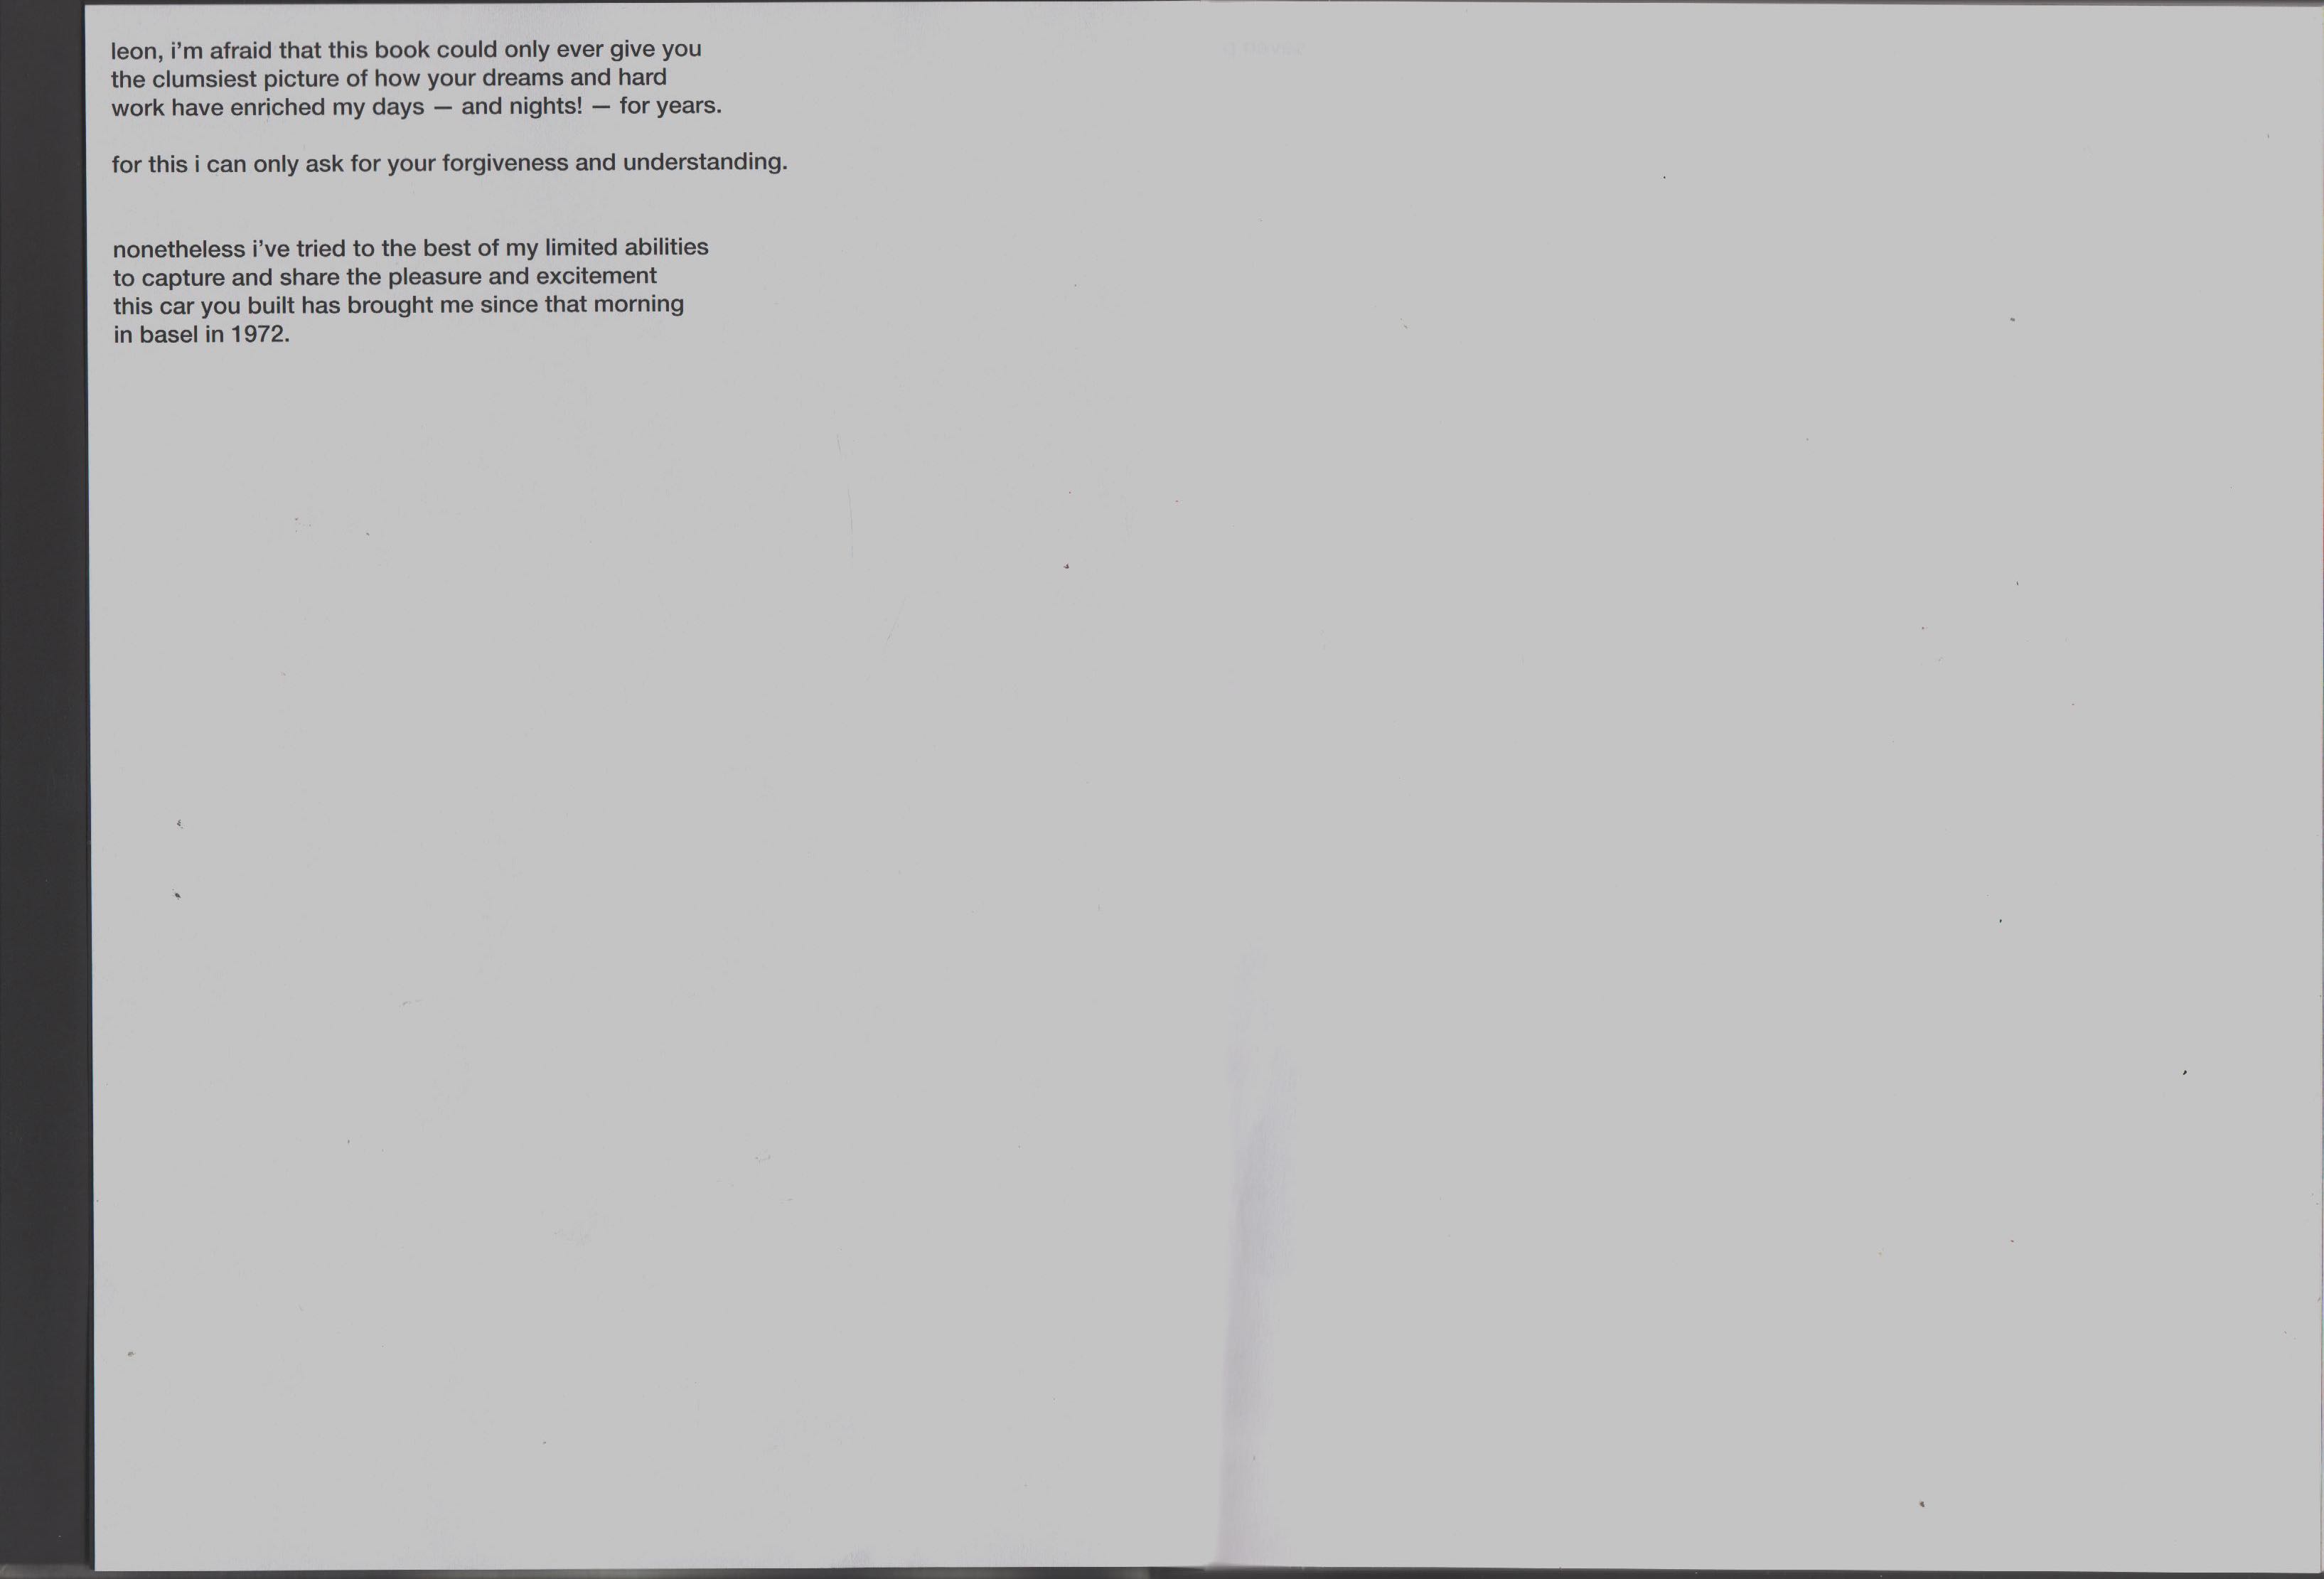 leon, i’m afraid that this book could only ever give you
the clumsiest picture of how your dreams and hard
work have enriched my days — and nights! — for years.
for this i can only ask for your forgiveness and understanding.
nonetheless i’ve tried to the best of my limited abilities
to capture and share the pleasure and excitement
this car you built has brought me since that morning
in basel in 1972.